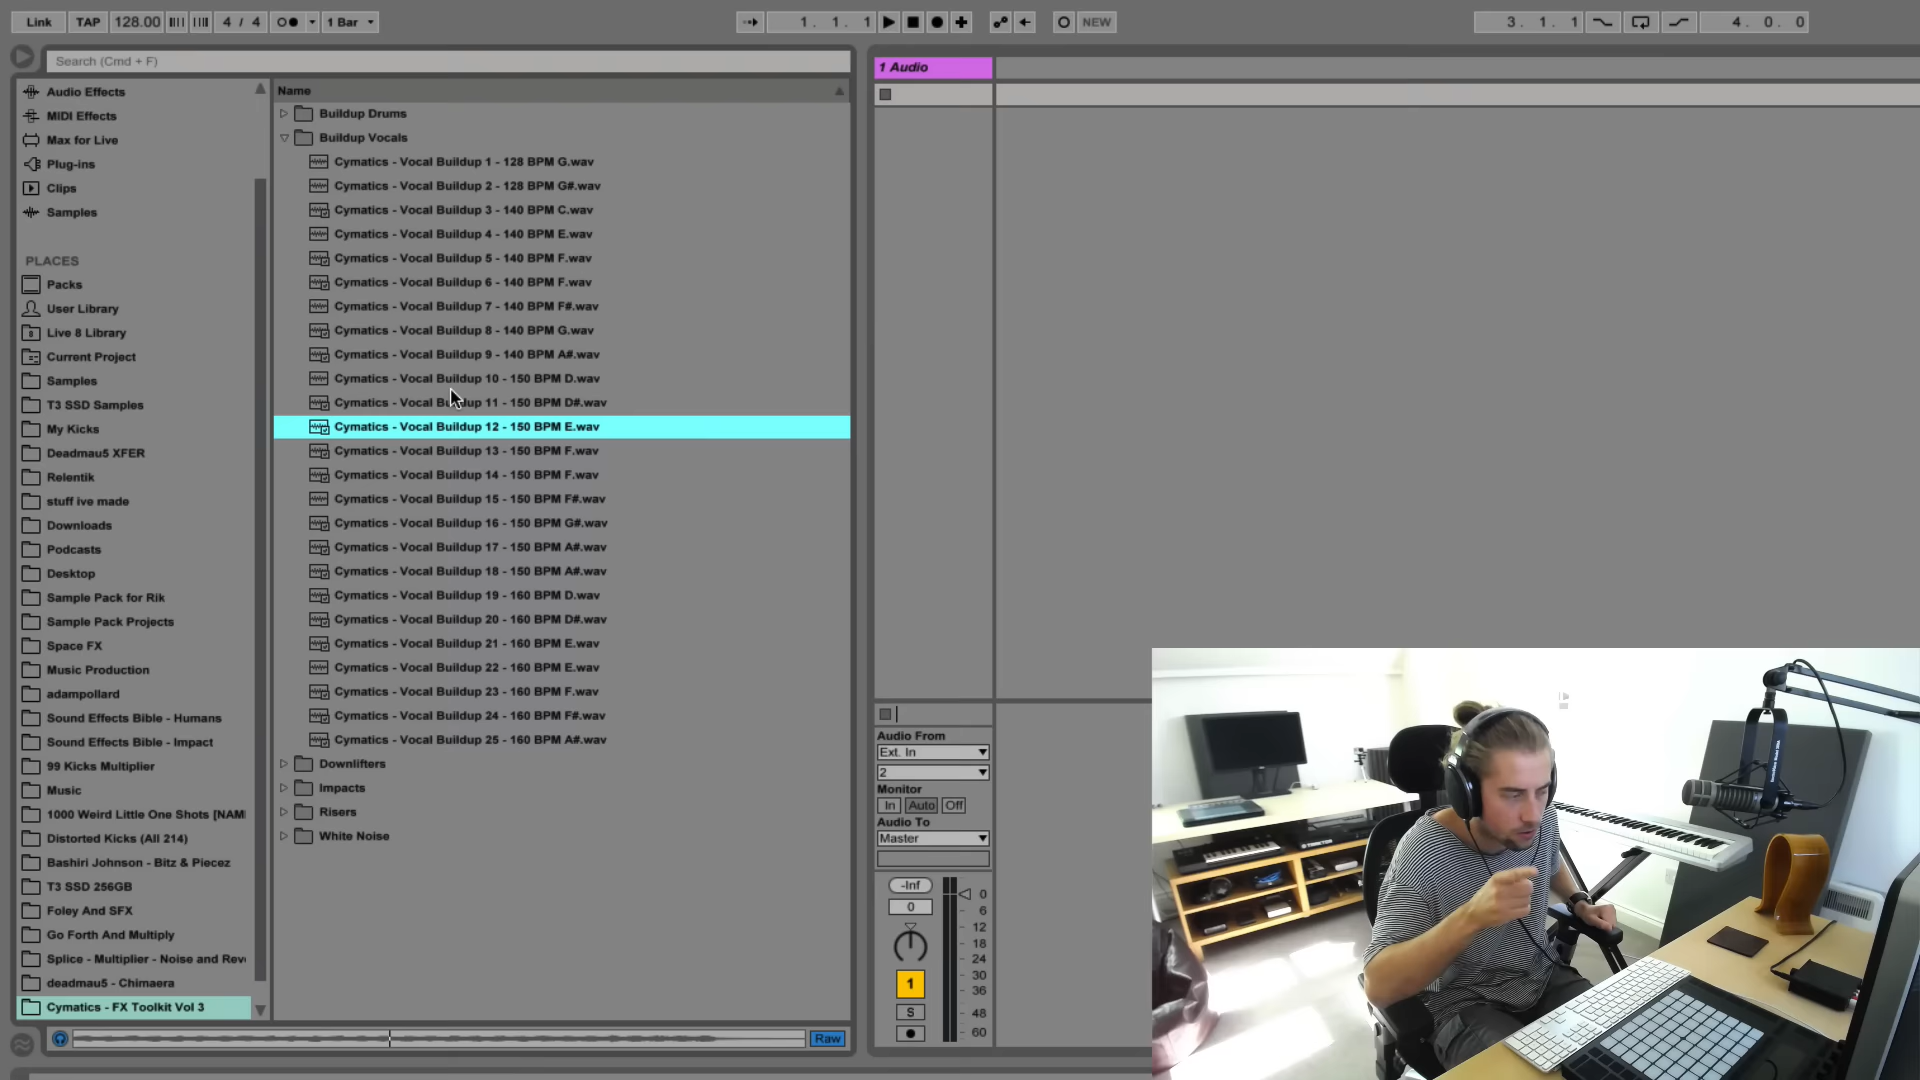 Link TAP 128.00 4 / 4 1 Bar 1. 1. 1 NEW 3. 1. 1 4. 0. 0
Search (Cmd + F)
Audio Effects
MIDI Effects
Max for Live
Plug-ins
Clips
Samples
PLACES
Packs
User Library
Live 8 Library
Current Project
Samples
T3 SSD Samples
My Kicks
Deadmau5 XFER
Relentik
stuff ive made
Downloads
Podcasts
Desktop
Sample Pack for Rik
Sample Pack Projects
Space FX
Music Production
adampollard
Sound Effects Bible - Humans
Sound Effects Bible - Impact
99 Kicks Multiplier
Music
1000 Weird Little One Shots [NAMI
Distorted Kicks (All 214)
Bashiri Johnson - Bitz & Piecez
T3 SSD 256GB
Foley And SFX
Go Forth And Multiply
Splice - Multiplier - Noise and Reve
deadmau5 - Chimaera
Cymatics - FX Toolkit Vol 3
Name
Buildup Drums
Buildup Vocals
Cymatics - Vocal Buildup 1 - 128 BPM G.wav
Cymatics - Vocal Buildup 2 - 128 BPM G#.wav
Cymatics - Vocal Buildup 3 - 140 BPM C.wav
Cymatics - Vocal Buildup 4 - 140 BPM E.wav
Cymatics - Vocal Buildup 5 - 140 BPM F.wav
Cymatics - Vocal Buildup 6 - 140 BPM F.wav
Cymatics - Vocal Buildup 7 - 140 BPM F#.wav
Cymatics - Vocal Buildup 8 - 140 BPM G.wav
Cymatics - Vocal Buildup 9 - 140 BPM A#.wav
Cymatics - Vocal Buildup 10 - 150 BPM D.wav
Cymatics - Vocal Buildup 11 - 150 BPM D#.wav
Cymatics - Vocal Buildup 12 - 150 BPM E.wav
Cymatics - Vocal Buildup 13 - 150 BPM F.wav
Cymatics - Vocal Buildup 14 - 150 BPM F.wav
Cymatics - Vocal Buildup 15 - 150 BPM F#.wav
Cymatics - Vocal Buildup 16 - 150 BPM G#.wav
Cymatics - Vocal Buildup 17 - 150 BPM A#.wav
Cymatics - Vocal Buildup 18 - 150 BPM A#.wav
Cymatics - Vocal Buildup 19 - 160 BPM D.wav
Cymatics - Vocal Buildup 20 - 160 BPM D#.wav
Cymatics - Vocal Buildup 21 - 160 BPM E.wav
Cymatics - Vocal Buildup 22 - 160 BPM E.wav
Cymatics - Vocal Buildup 23 - 160 BPM F.wav
Cymatics - Vocal Buildup 24 - 160 BPM F#.wav
Cymatics - Vocal Buildup 25 - 160 BPM A#.wav
Downlifters
Impacts
Risers
White Noise
Raw
1 Audio
Audio From
Ext. In
2
Monitor
In Auto Off
Audio To
Master
-Inf
0
1
S
0
6
12
18
24
30
36
48
60